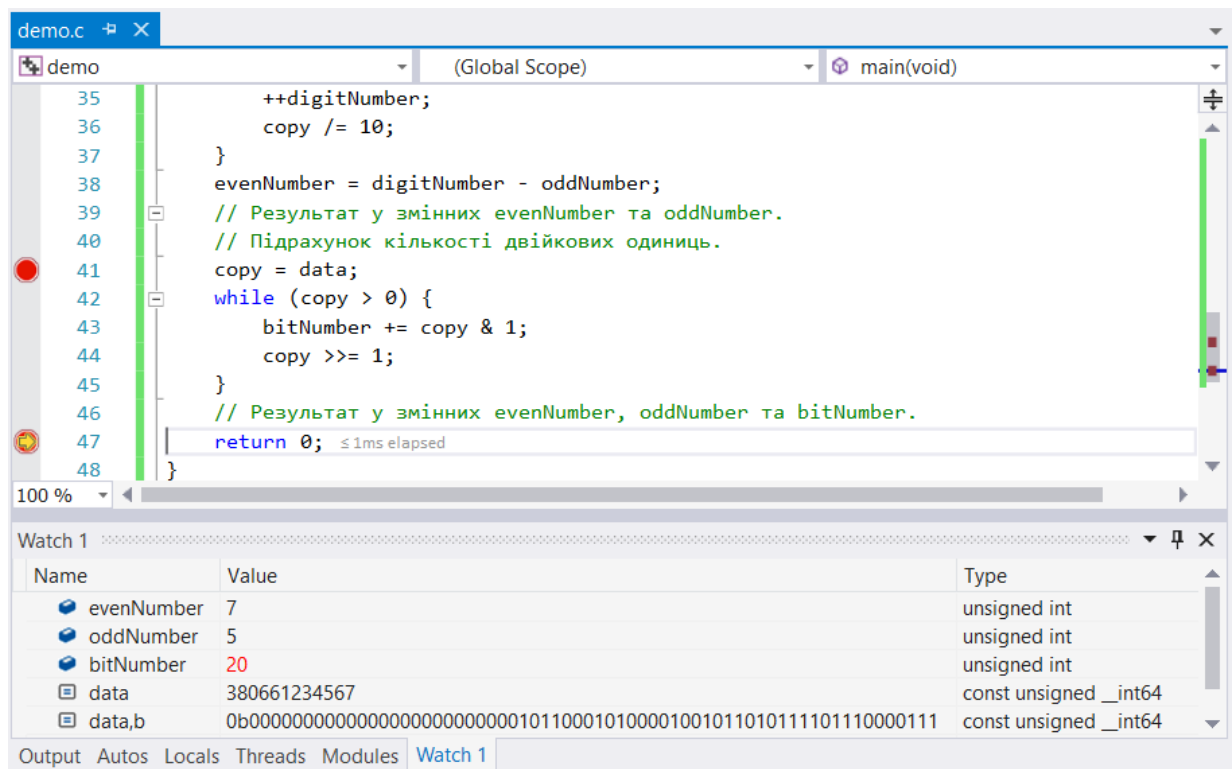 demo.c
demo (Global Scope) main(void)
35 ++digitNumber;
36 copy /= 10;
37 }
38 evenNumber = digitNumber - oddNumber;
39 // Результат у змінних evenNumber та oddNumber.
40 // Підрахунок кількості двійкових одиниць.
41 copy = data;
42 while (copy > 0) {
43 bitNumber += copy & 1;
44 copy >>= 1;
45 }
46 // Результат у змінних evenNumber, oddNumber та bitNumber.
47 return 0; ≤ 1ms elapsed
48 }
100 %
Watch 1
Name Value Type
evenNumber 7 unsigned int
oddNumber 5 unsigned int
bitNumber 20 unsigned int
data 380661234567 const unsigned __int64
data,b 0b0000000000000000000000000101100010100001001011010111101110000111 const unsigned __int64
Output Autos Locals Threads Modules Watch 1